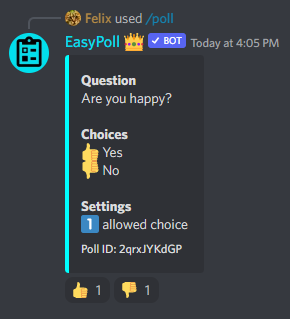 Felix used /poll
EasyPoll 👑 ✓ BOT Today at 4:05 PM
Question
Are you happy?
Choices
👍 Yes
👎 No
Settings
1️⃣ allowed choice
Poll ID: 2qrxJYKdGP
👍 1 👎 1